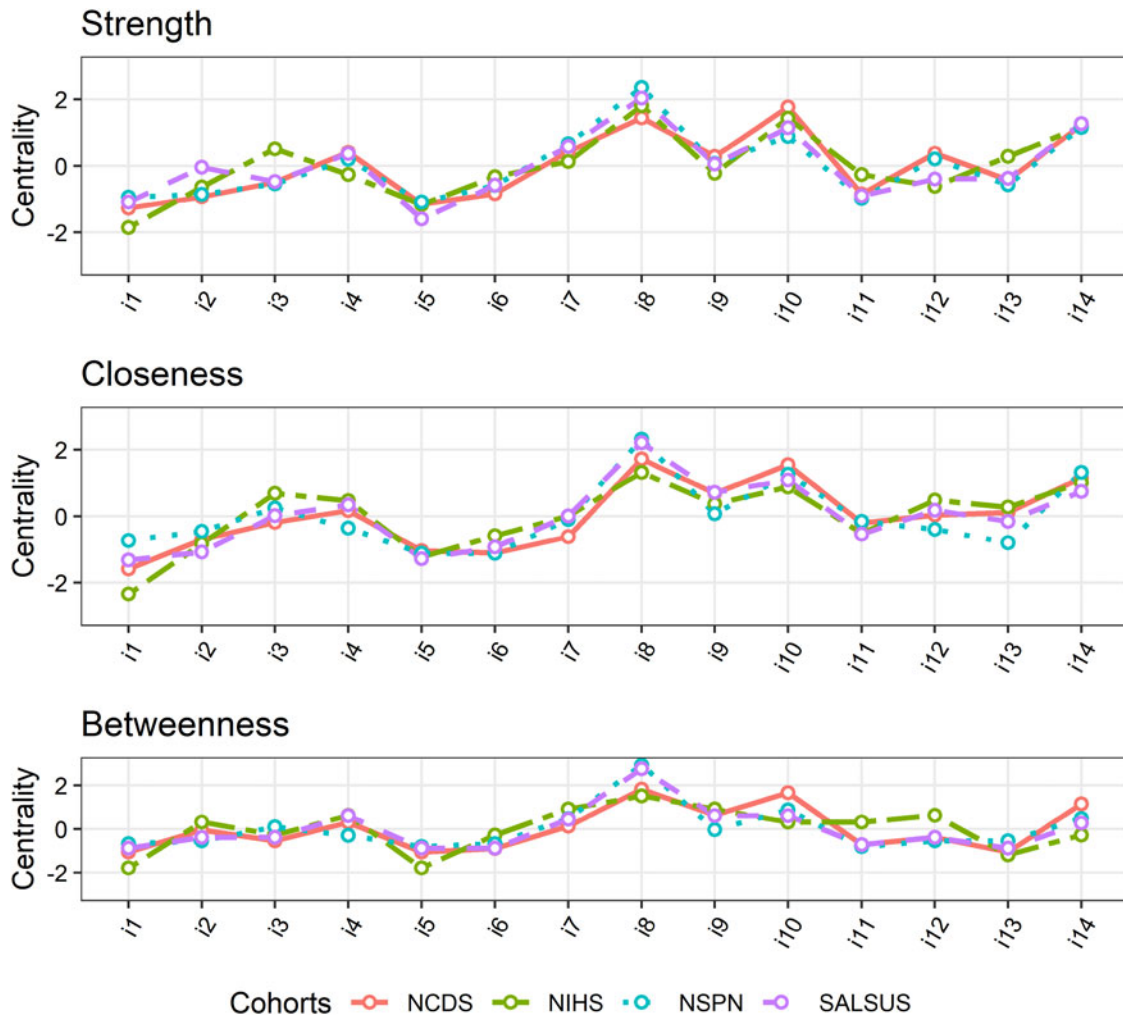 Strength
Centrality
2
0
-2
i1 i2 i3 i4 i5 i6 i7 i8 i9 i10 i11 i12 i13 i14
Closeness
Centrality
2
0
-2
i1 i2 i3 i4 i5 i6 i7 i8 i9 i10 i11 i12 i13 i14
Betweenness
Centrality
2
0
-2
i1 i2 i3 i4 i5 i6 i7 i8 i9 i10 i11 i12 i13 i14
Cohorts NCDS NIHS NSPN SALSUS